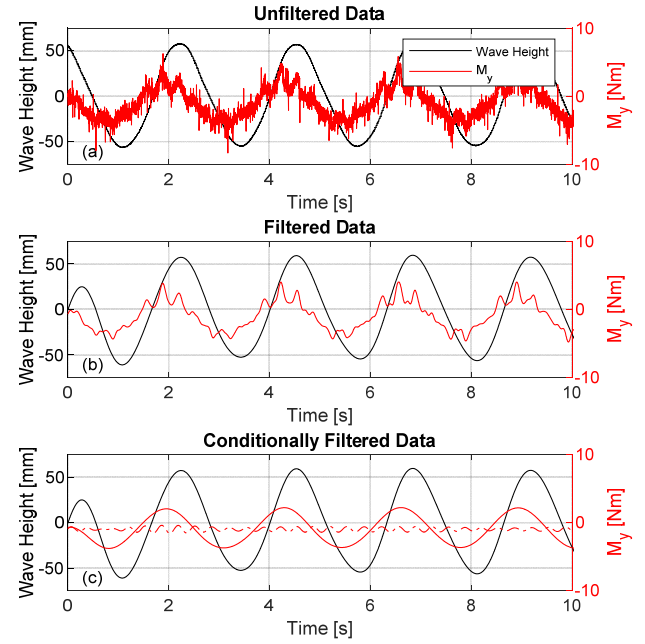 Unfiltered Data
Wave Height [mm]
50
0
-50
10
0
-10
M_y [Nm]
Wave Height
M_y
(a)
0 2 4 6 8 10
Time [s]
Filtered Data
Wave Height [mm]
50
0
-50
10
0
-10
M_y [Nm]
(b)
0 2 4 6 8 10
Time [s]
Conditionally Filtered Data
Wave Height [mm]
50
0
-50
10
0
-10
M_y [Nm]
(c)
0 2 4 6 8 10
Time [s]